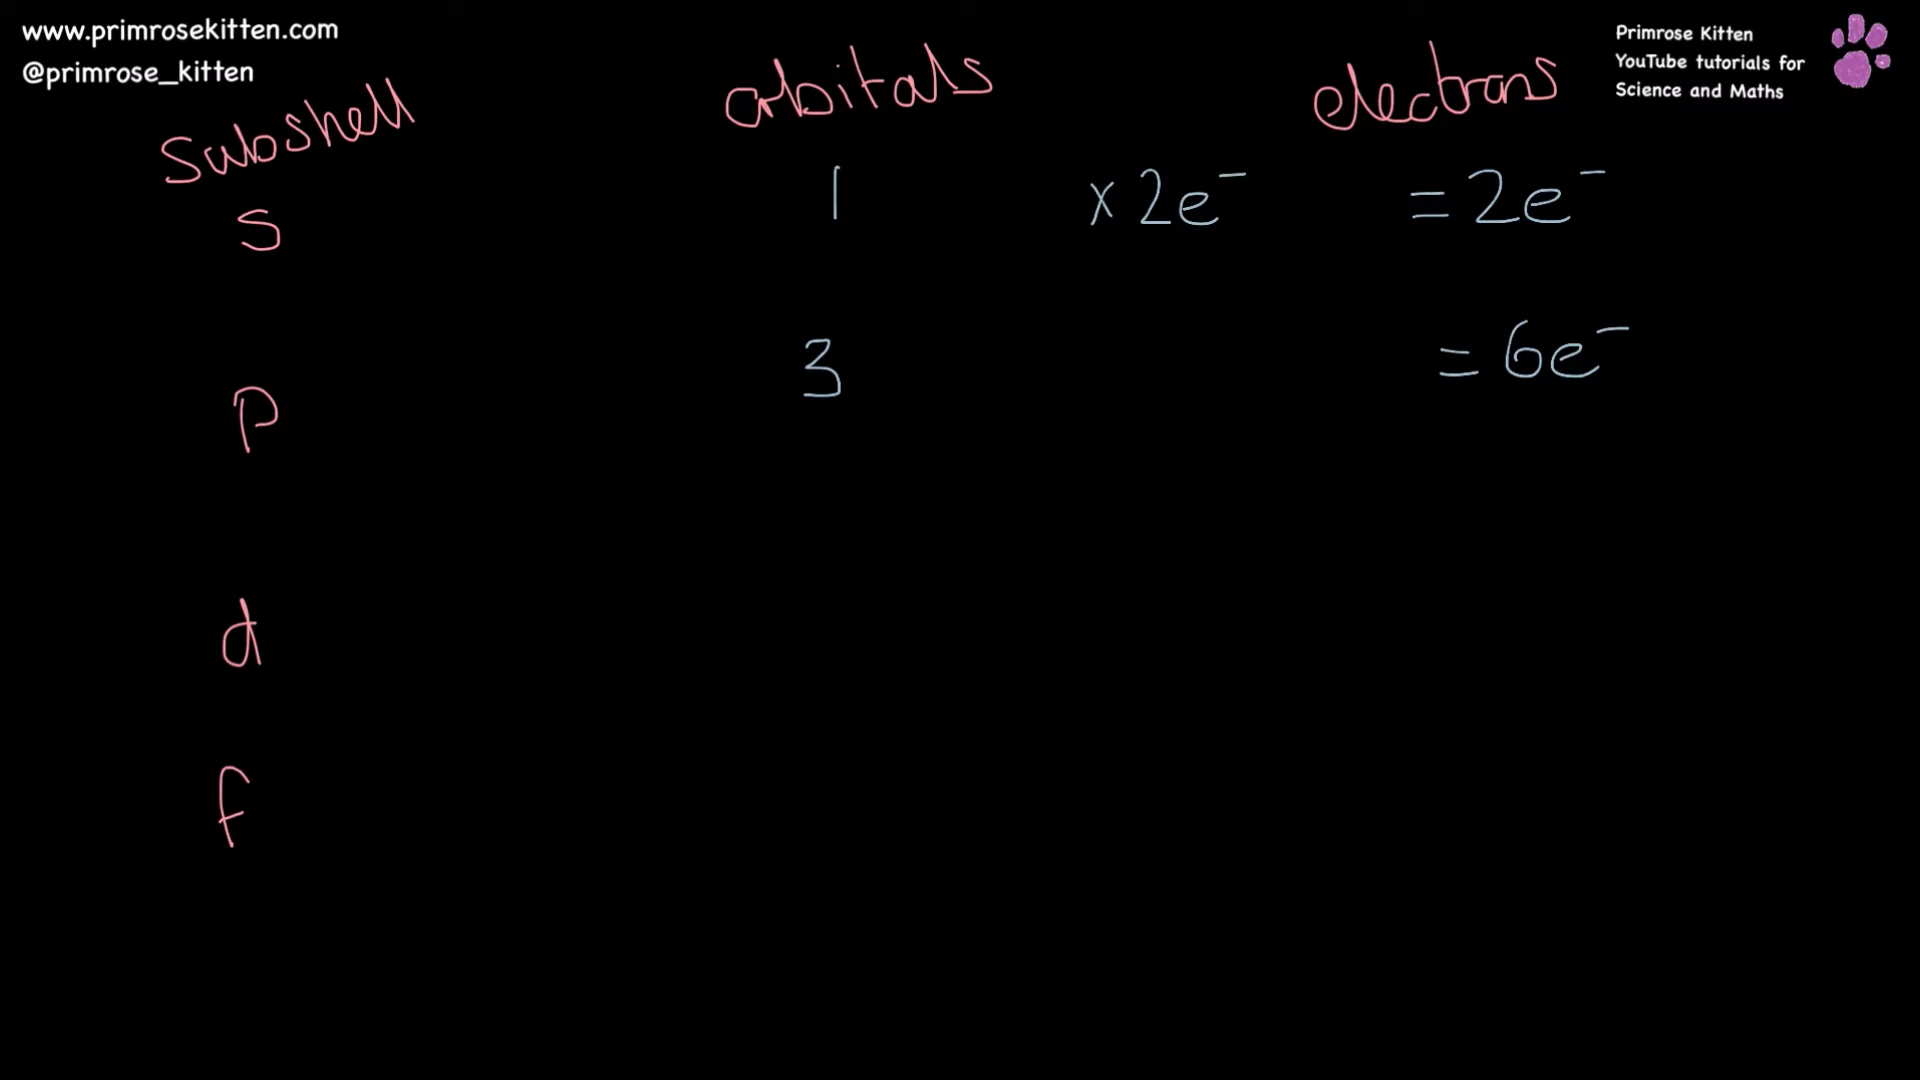 www.primrosekitten.com
@primrose_kitten
Primrose Kitten
YouTube tutorials for
Science and Maths
Subshell orbitals electrons
s 1 x 2e⁻ = 2e⁻
p 3 = 6e⁻
d
f